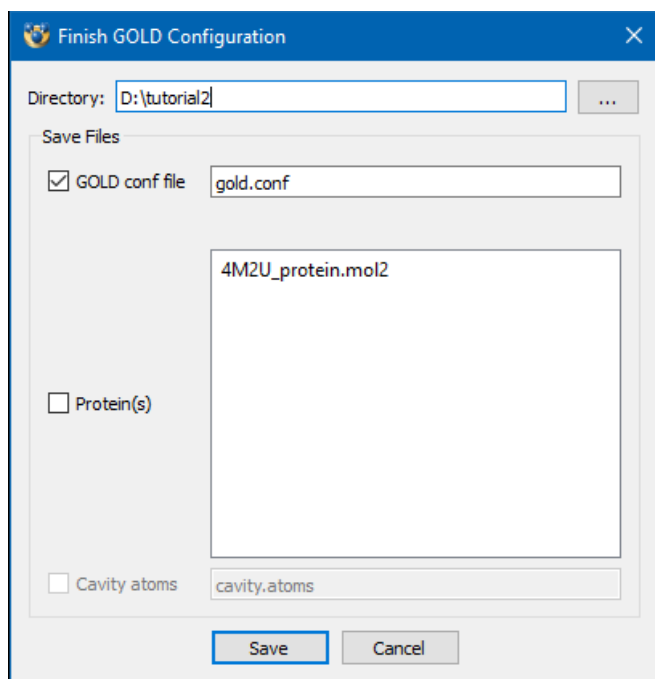 Finish GOLD Configuration
Directory: D:\tutorial2 ...
Save Files
GOLD conf file gold.conf
4M2U_protein.mol2
Protein(s)
Cavity atoms cavity.atoms
Save Cancel